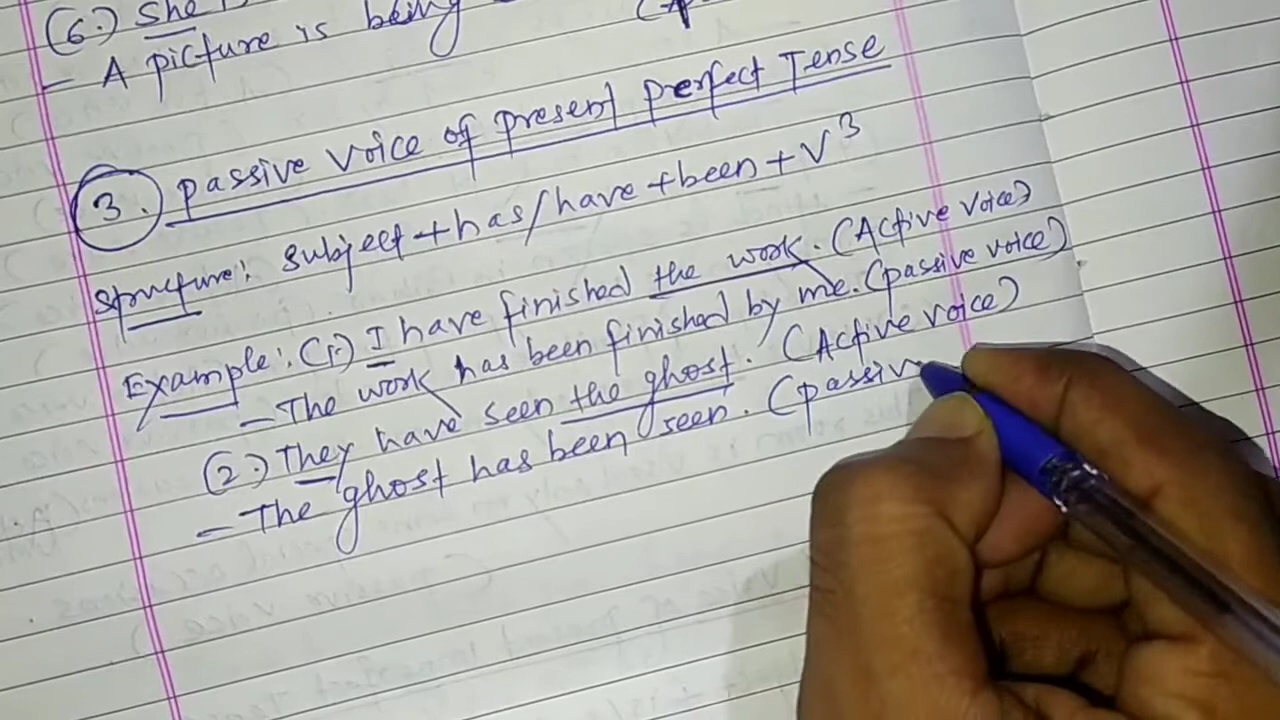 (6.) She
- A picture is being
3. Passive voice of present perfect Tense
Structure: Subject + has/have + been + V3
Example: (1.) I have finished the work. (Active voice)
- The work has been finished by me. (passive voice)
(2.) They have seen the ghost. (Active voice)
- The ghost has been seen. (passiv